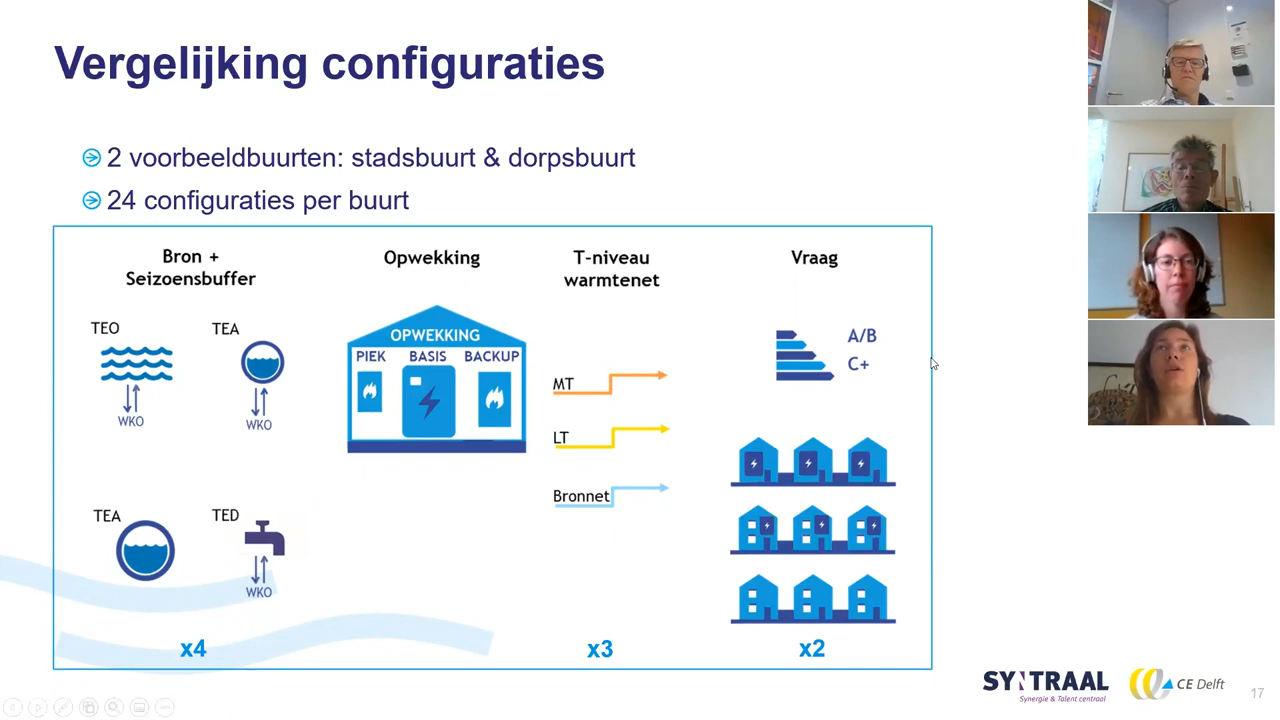 Vergelijking configuraties
2 voorbeeldbuurten: stadsbuurt & dorpsbuurt
24 configuraties per buurt
Bron +
Seizoensbuffer
Opwekking
T-niveau
warmtenet
Vraag
TEO
TEA
WKO
WKO
OPWEKKING
PIEK
BASIS
BACKUP
MT
LT
Bronnet
A/B
C+
TEA
TED
WKO
x4
x3
x2
SYNTRAAL
Synergie & Talent centraal
CE Delft
17